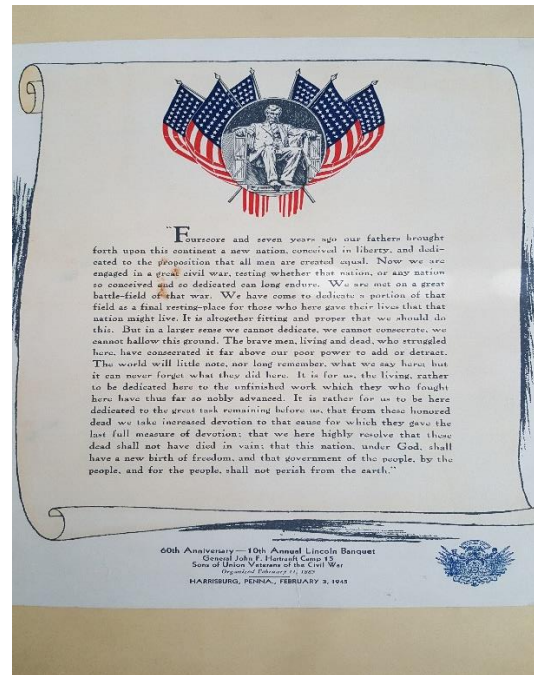 "Fourscore and seven years ago our fathers brought
forth upon this continent a new nation, conceived in liberty, and dedi-
cated to the proposition that all men are created equal. Now we are
engaged in a great civil war, testing whether that nation, or any nation
so conceived and so dedicated can long endure. We are met on a great
battle-field of that war. We have come to dedicate a portion of that
field as a final resting-place for those who here gave their lives that that
nation might live. It is altogether fitting and proper that we should do
this. But in a larger sense we cannot dedicate, we cannot consecrate, we
cannot hallow this ground. The brave men, living and dead, who struggled
here, have consecrated it far above our poor power to add or detract.
The world will little note, nor long remember, what we say here; but
it can never forget what they did here. It is for us, the living, rather
to be dedicated here to the unfinished work which they who fought
here have thus far so nobly advanced. It is rather for us to be here
dedicated to the great task remaining before us, that from these honored
dead we take increased devotion to that cause for which they gave the
last full measure of devotion; that we here highly resolve that these
dead shall not have died in vain; that this nation, under God, shall
have a new birth of freedom, and that government of the people, by the
people, and for the people, shall not perish from the earth."
60th Anniversary—10th Annual Lincoln Banquet
General John F. Hartranft Camp 15
Sons of Union Veterans of the Civil War
Organized February 11, 1883
HARRISBURG, PENNA., FEBRUARY 3, 1943